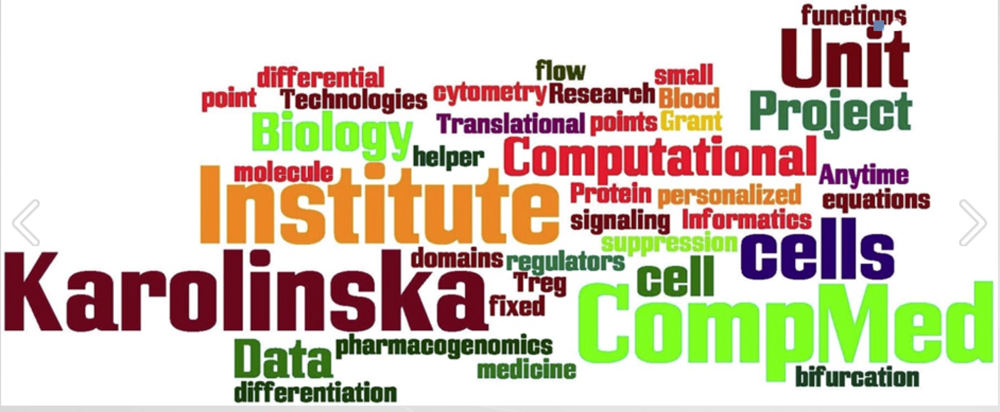 functions
Unit
differential
flow
small
point
Technologies
cytometry
Research
Blood
Project
Biology
Translational
points
Grant
helper
Computational
molecule
Institute
Anytime
Protein
personalized
equations
signaling
Informatics
suppression
cells
Karolinska
domains
regulators
cell
Treg
fixed
CompMed
Data
pharmacogenomics
medicine
bifurcation
differentiation